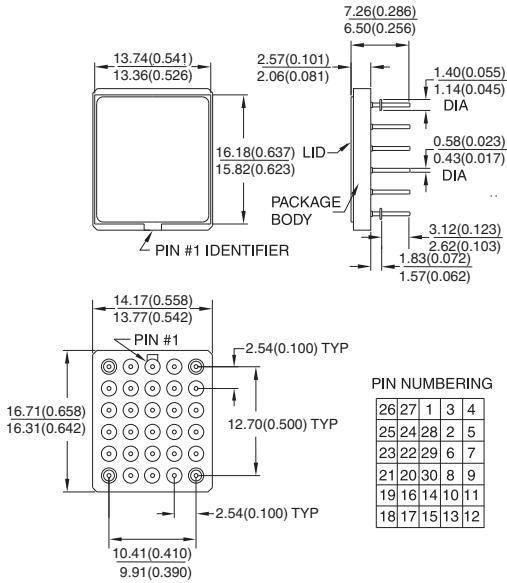 7.26(0.286)
6.50(0.256)
13.74(0.541)
13.36(0.526)
2.57(0.101)
2.06(0.081)
1.40(0.055)
1.14(0.045)
DIA
16.18(0.637)
15.82(0.623)
LID
0.58(0.023)
0.43(0.017)
DIA
PACKAGE
BODY
PIN #1 IDENTIFIER
3.12(0.123)
2.62(0.103)
1.83(0.072)
1.57(0.062)
14.17(0.558)
13.77(0.542)
PIN #1
2.54(0.100) TYP
16.71(0.658)
16.31(0.642)
12.70(0.500) TYP
2.54(0.100) TYP
10.41(0.410)
9.91(0.390)
PIN NUMBERING
26 27 1 3 4
25 24 28 2 5
23 22 29 6 7
21 20 30 8 9
19 16 14 10 11
18 17 15 13 12